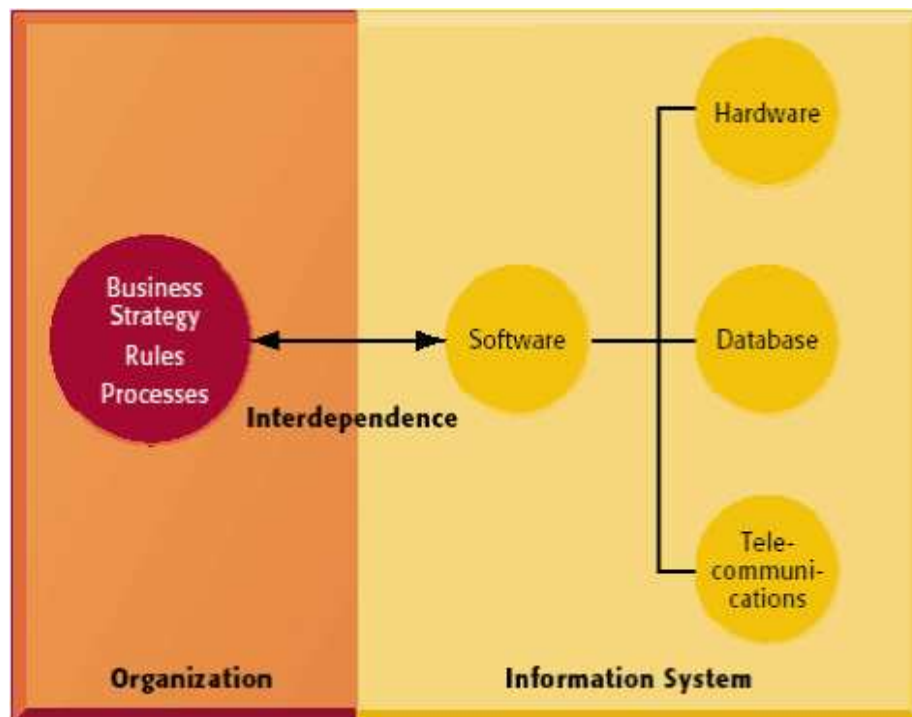 Business
Strategy
Rules
Processes
Interdependence
Software
Hardware
Database
Tele-
communi-
cations
Organization
Information System